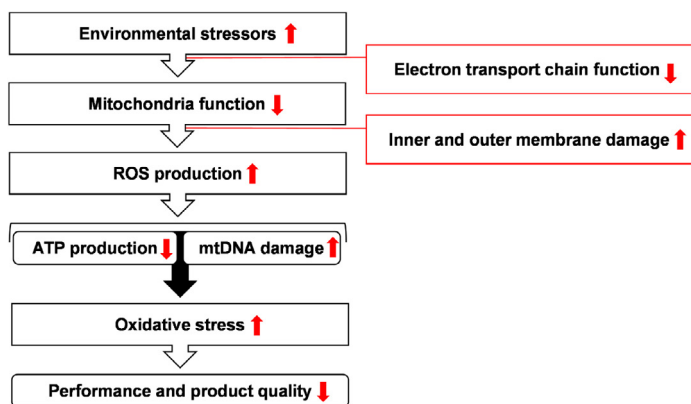 Environmental stressors
Electron transport chain function
Mitochondria function
Inner and outer membrane damage
ROS production
ATP production
mtDNA damage
Oxidative stress
Performance and product quality